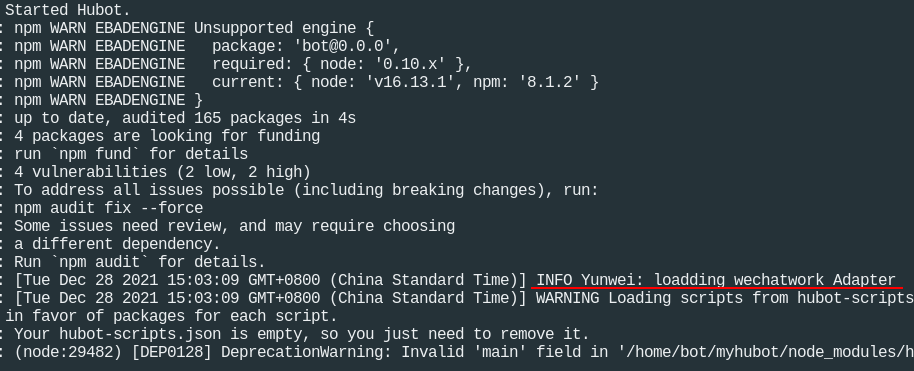 Started Hubot.
: npm WARN EBADENGINE Unsupported engine {
: npm WARN EBADENGINE   package: 'bot@0.0.0',
: npm WARN EBADENGINE   required: { node: '0.10.x' },
: npm WARN EBADENGINE   current: { node: 'v16.13.1', npm: '8.1.2' }
: npm WARN EBADENGINE }
: up to date, audited 165 packages in 4s
: 4 packages are looking for funding
: run `npm fund` for details
: 4 vulnerabilities (2 low, 2 high)
: To address all issues possible (including breaking changes), run:
: npm audit fix --force
: Some issues need review, and may require choosing
: a different dependency.
: Run `npm audit` for details.
: [Tue Dec 28 2021 15:03:09 GMT+0800 (China Standard Time)] INFO Yunwei: loadding wechatwork Adapter
: [Tue Dec 28 2021 15:03:09 GMT+0800 (China Standard Time)] WARNING Loading scripts from hubot-scripts
in favor of packages for each script.
: Your hubot-scripts.json is empty, so you just need to remove it.
: (node:29482) [DEP0128] DeprecationWarning: Invalid 'main' field in '/home/bot/myhubot/node_modules/h